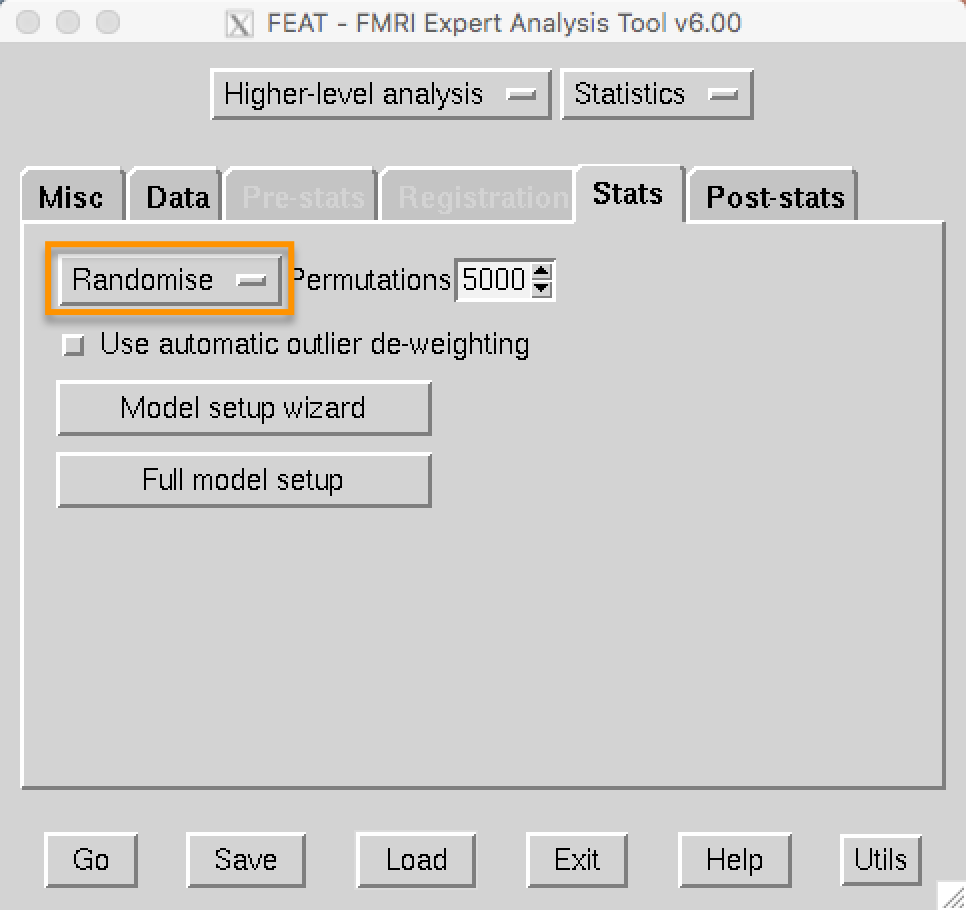 FEAT - FMRI Expert Analysis Tool v6.00
Higher-level analysis Statistics
Misc Data Pre-stats Registration Stats Post-stats
Randomise Permutations 5000
Use automatic outlier de-weighting
Model setup wizard
Full model setup
Go Save Load Exit Help Utils